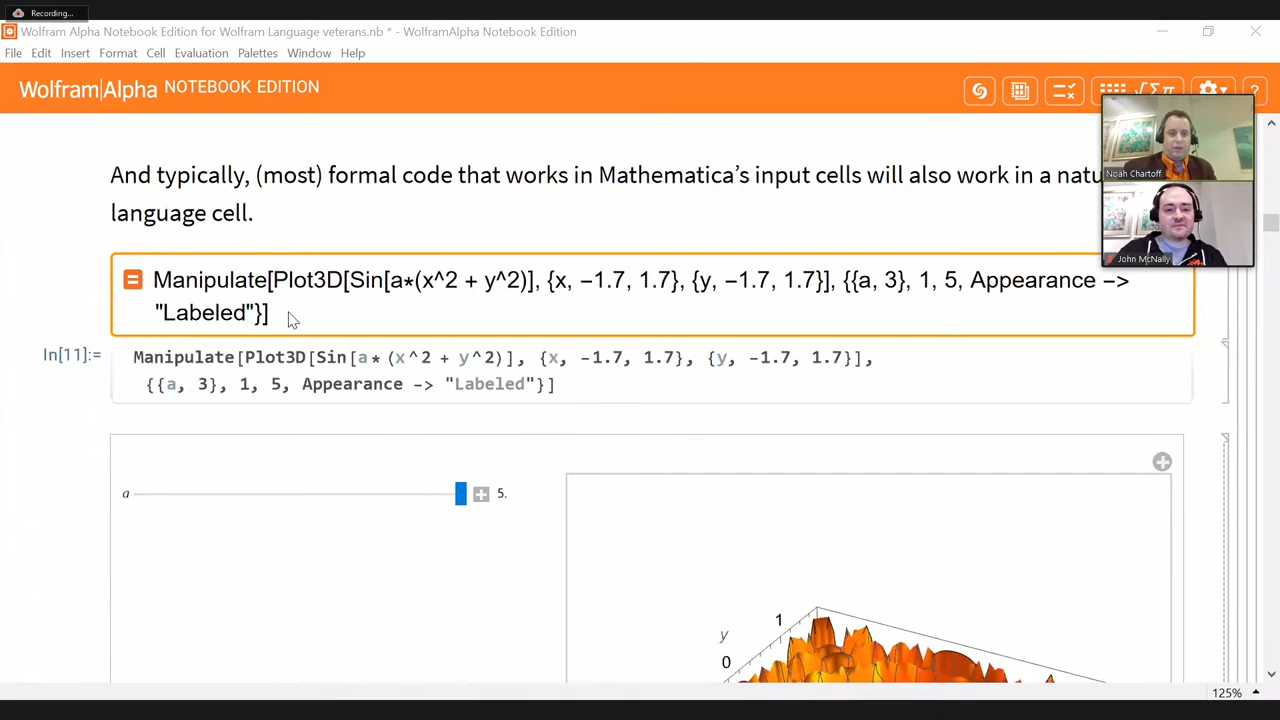 Recording...
Wolfram Alpha Notebook Edition for Wolfram Language veterans.nb * - WolframAlpha Notebook Edition
File Edit Insert Format Cell Evaluation Palettes Window Help
Wolfram|Alpha NOTEBOOK EDITION
√Σπ ?
Noah Chartoff
John McNally
And typically, (most) formal code that works in Mathematica's input cells will also work in a
language cell.
Manipulate[Plot3D[Sin[a*(x^2 + y^2)], {x, −1.7, 1.7}, {y, −1.7, 1.7}], {{a, 3}, 1, 5, Appearance −>
"Labeled"}]
In[11]:= Manipulate[Plot3D[Sin[a* (x^2 + y^2)], {x, -1.7, 1.7}, {y, -1.7, 1.7}],
{{a, 3}, 1, 5, Appearance -> "Labeled"}]
a 5.
1
y
0
125%